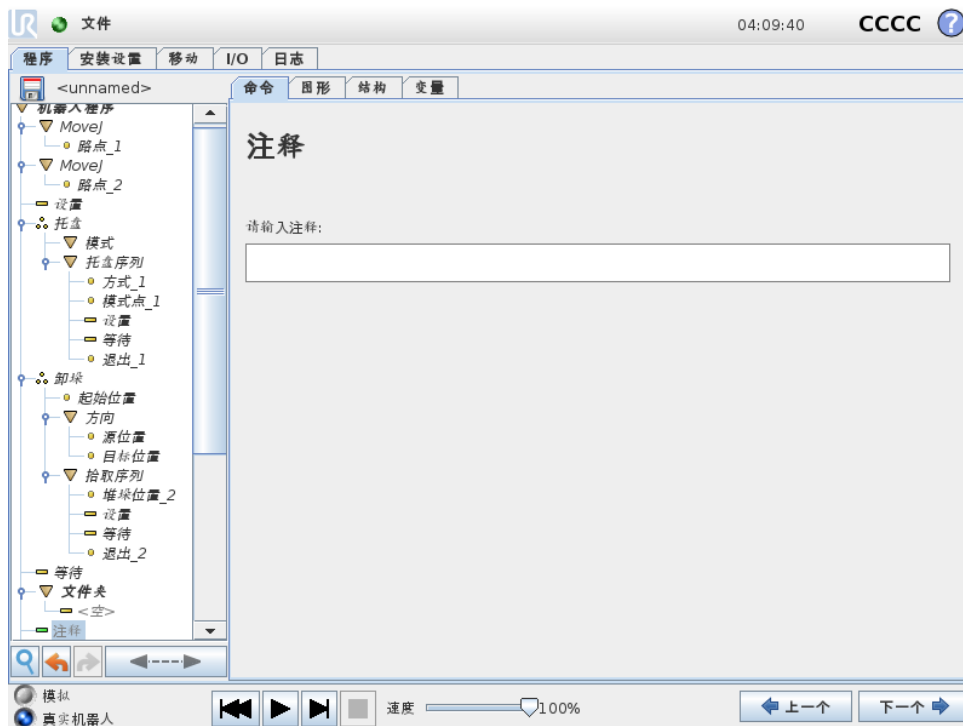 UR 文件 04:09:40 CCCC ?
程序 安装设置 移动 I/O 日志
<unnamed> 命令 图形 结构 变量
机器人程序
MoveJ
路点_1
MoveJ
路点_2
设置
托盘
模式
托盘序列
方式_1
模式点_1
设置
等待
退出_1
卸垛
起始位置
方向
源位置
目标位置
拾取序列
堆垛位置_2
设置
等待
退出_2
等待
文件夹
<空>
注释
注释
请输入注释:
模拟
真实机器人
速度 100%
上一个 下一个